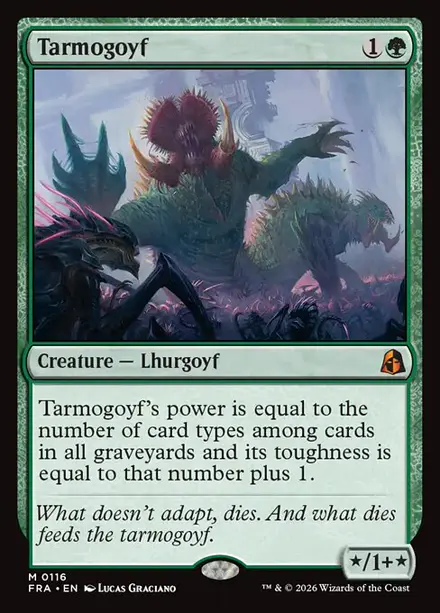 Tarmogoyf 1
Creature — Lhurgoyf
Tarmogoyf's power is equal to the
number of card types among cards
in all graveyards and its toughness is
equal to that number plus 1.
What doesn't adapt, dies. And what dies
feeds the tarmogoyf.
★/1+★
M 0116
FRA • EN Lucas Graciano ™ & © 2026 Wizards of the Coast